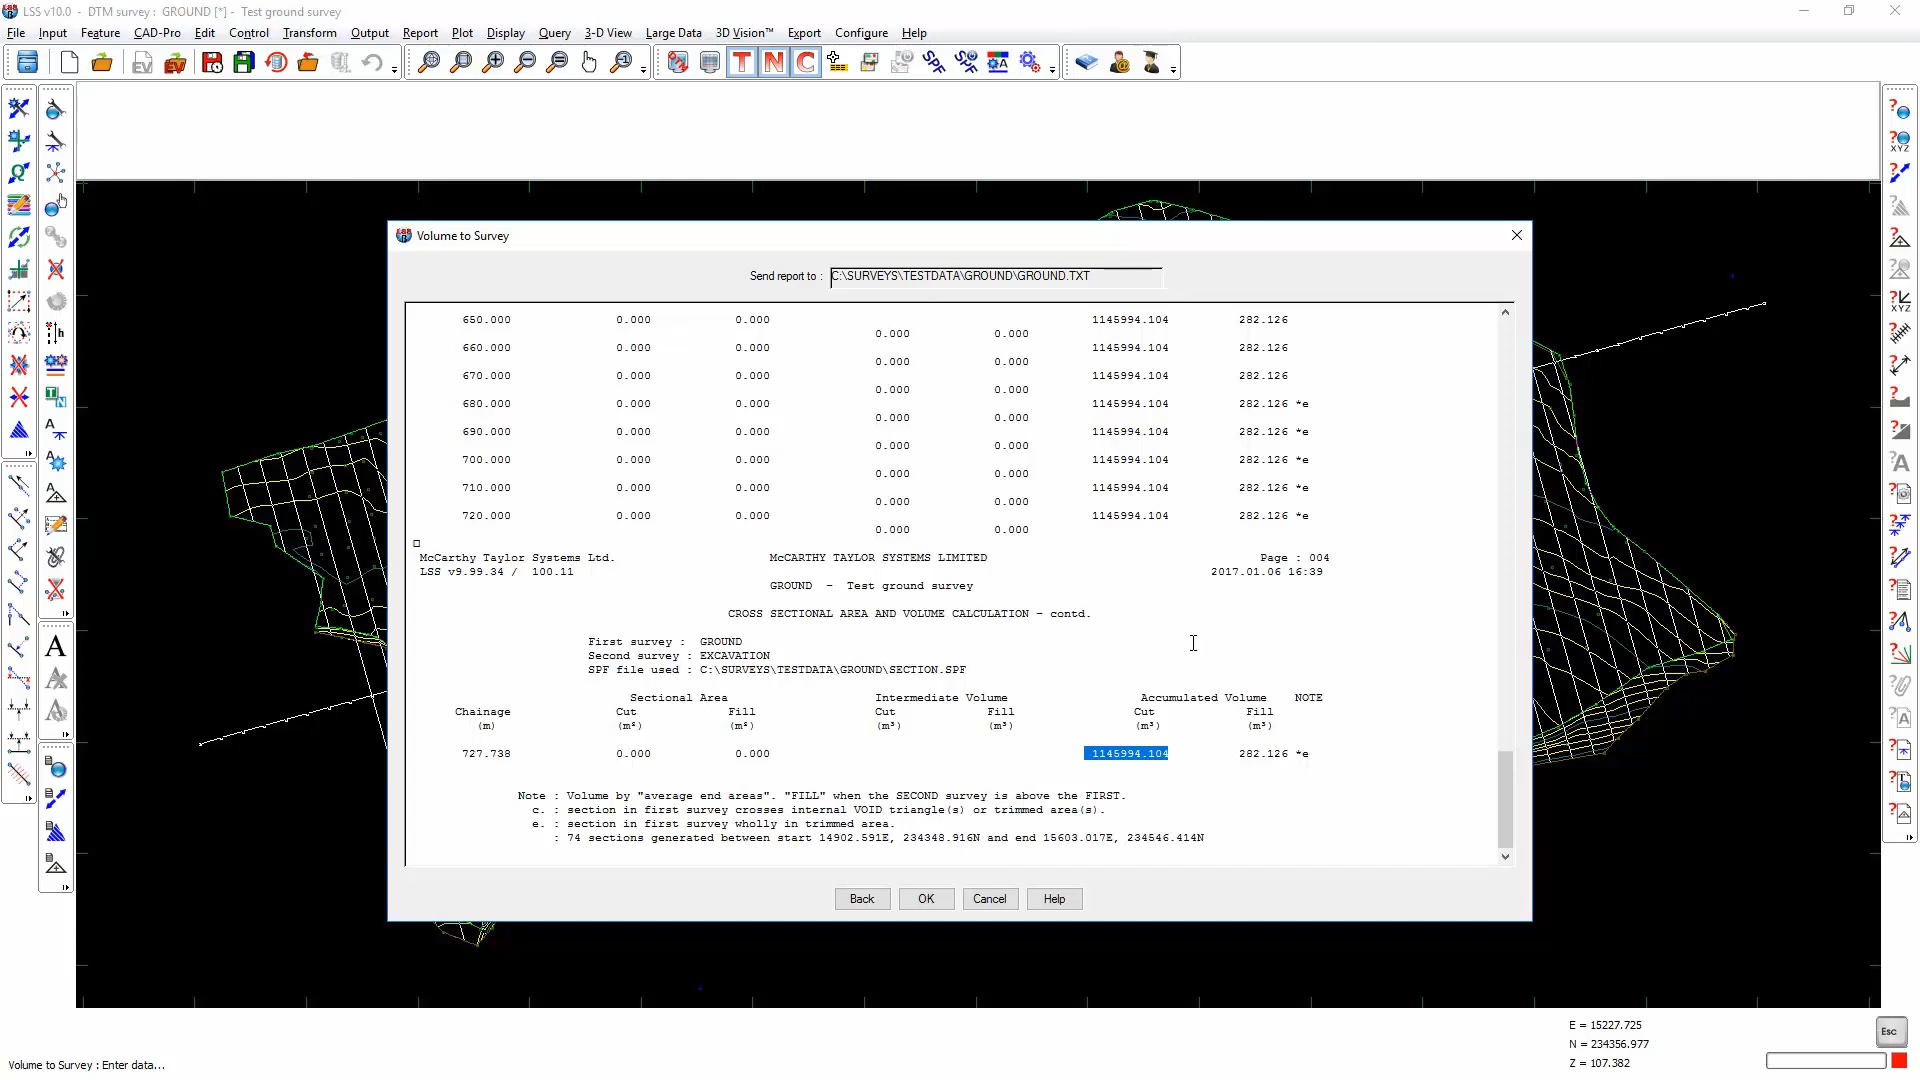 LSS v10.0 - DTM survey : GROUND [*] - Test ground survey
File Input Feature CAD-Pro Edit Control Transform Output Report Plot Display Query 3-D View Large Data 3D Vision™ Export Configure Help
Volume to Survey
Send report to : C:\SURVEYS\TESTDATA\GROUND\GROUND.TXT
650.000 0.000 0.000 1145994.104 282.126
0.000 0.000
660.000 0.000 0.000 1145994.104 282.126
0.000 0.000
670.000 0.000 0.000 1145994.104 282.126
0.000 0.000
680.000 0.000 0.000 1145994.104 282.126 *e
0.000 0.000
690.000 0.000 0.000 1145994.104 282.126 *e
0.000 0.000
700.000 0.000 0.000 1145994.104 282.126 *e
0.000 0.000
710.000 0.000 0.000 1145994.104 282.126 *e
0.000 0.000
720.000 0.000 0.000 1145994.104 282.126 *e
0.000 0.000
McCarthy Taylor Systems Ltd. McCARTHY TAYLOR SYSTEMS LIMITED Page : 004
LSS v9.99.34 / 100.11 2017.01.06 16:39
GROUND - Test ground survey
CROSS SECTIONAL AREA AND VOLUME CALCULATION - contd.
First survey : GROUND
Second survey : EXCAVATION
SPF file used : C:\SURVEYS\TESTDATA\GROUND\SECTION.SPF
Sectional Area Intermediate Volume Accumulated Volume NOTE
Chainage Cut Fill Cut Fill Cut Fill
(m) (m²) (m²) (m³) (m³) (m³) (m³)
727.738 0.000 0.000 1145994.104 282.126 *e
Note : Volume by "average end areas". "FILL" when the SECOND survey is above the FIRST.
c. : section in first survey crosses internal VOID triangle(s) or trimmed area(s).
e. : section in first survey wholly in trimmed area.
: 74 sections generated between start 14902.591E, 234348.916N and end 15603.017E, 234546.414N
Back OK Cancel Help
E = 15227.725
N = 234356.977
Z = 107.382
Esc
Volume to Survey : Enter data...